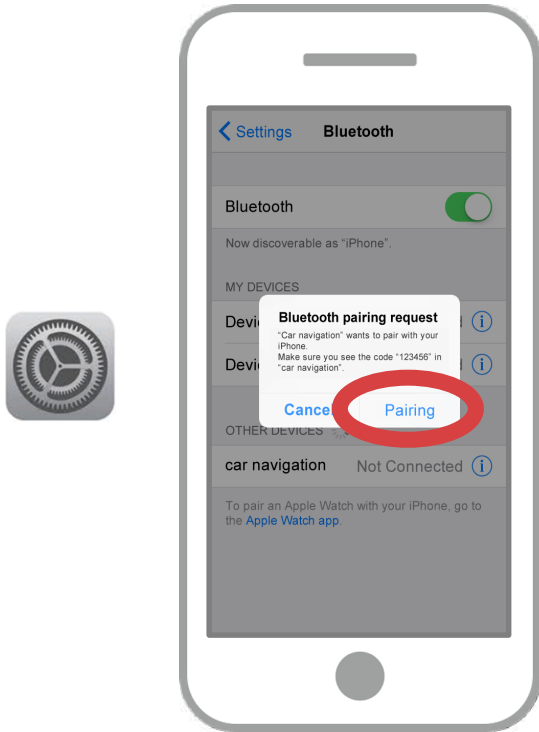 Settings Bluetooth
Bluetooth
Now discoverable as “iPhone”.
MY DEVICES
Bluetooth pairing request
“Car navigation” wants to pair with your
iPhone.
Make sure you see the code “123456” in
“car navigation”.
Pairing
OTHER DEVICES
car navigation Not Connected
To pair an Apple Watch with your iPhone, go to
the Apple Watch app.